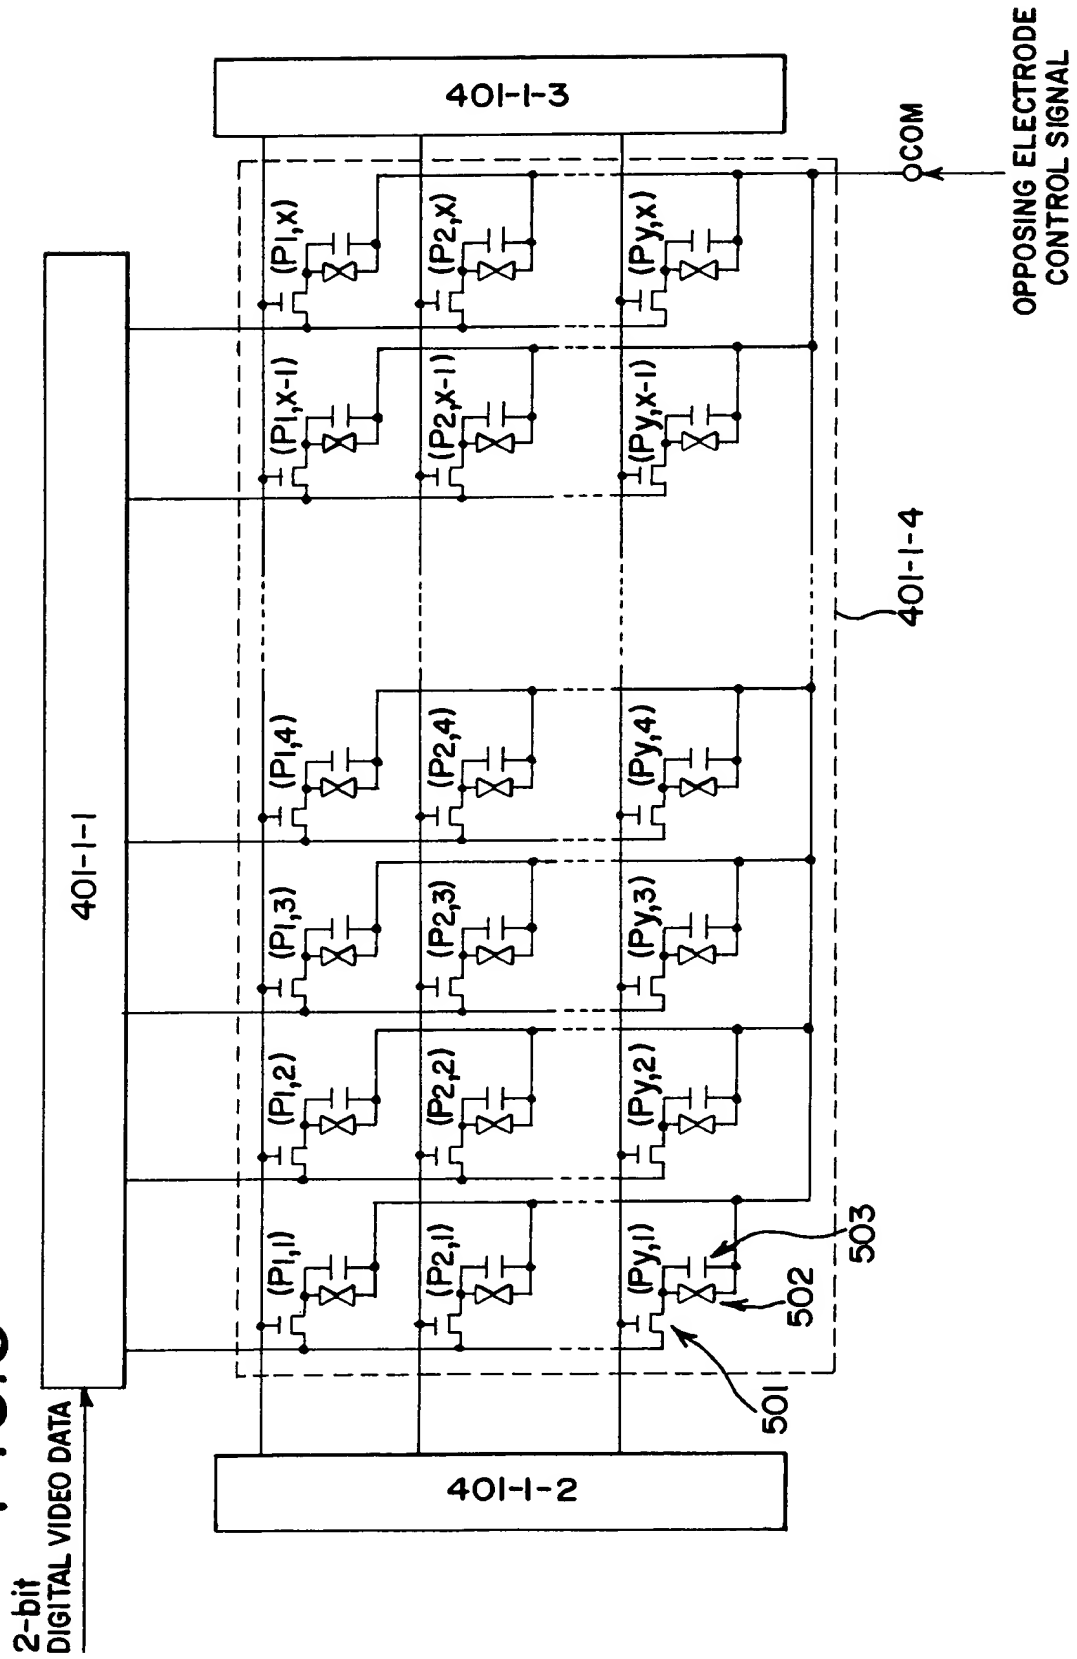 2-bit
DIGITAL VIDEO DATA
401-1-1
401-1-2
401-1-3
(P1,1)
(P1,2)
(P1,3)
(P1,4)
(P1,x-1)
(P1,x)
(P2,1)
(P2,2)
(P2,3)
(P2,4)
(P2,x-1)
(P2,x)
(Py,1)
(Py,2)
(Py,3)
(Py,4)
(Py,x-1)
(Py,x)
501
502
503
401-1-4
COM
OPPOSING ELECTRODE
CONTROL SIGNAL